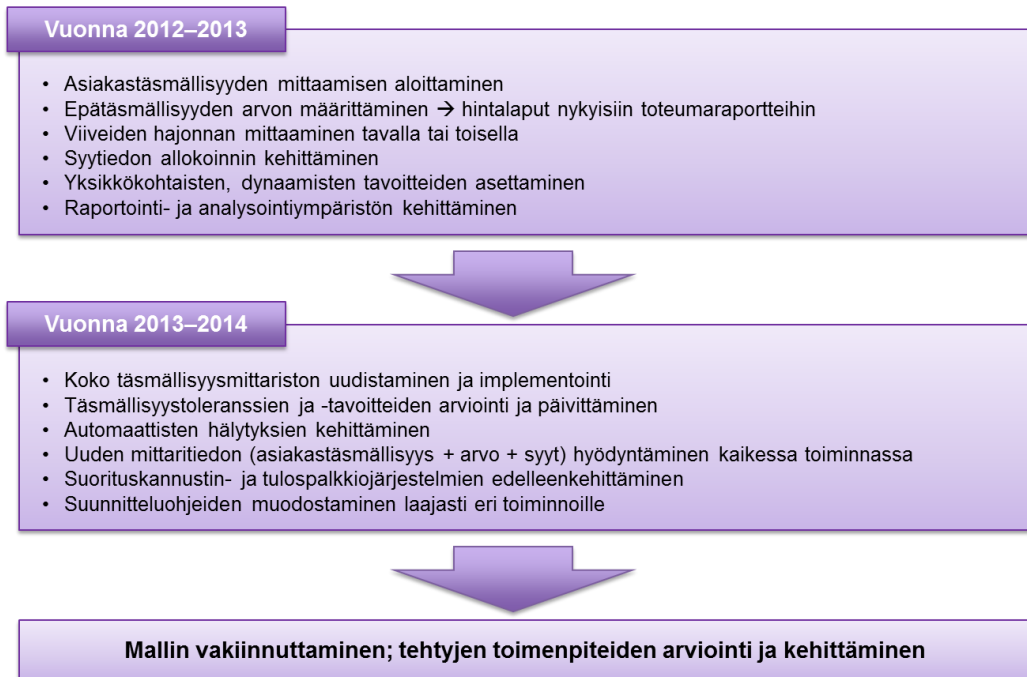 Vuonna 2012–2013
• Asiakastäsmällisyyden mittaamisen aloittaminen
• Epätäsmällisyyden arvon määrittäminen → hintalaput nykyisiin toteumaraportteihin
• Viiveiden hajonnan mittaaminen tavalla tai toisella
• Syytiedon allokoinnin kehittäminen
• Yksikkökohtaisten, dynaamisten tavoitteiden asettaminen
• Raportointi- ja analysointiympäristön kehittäminen
Vuonna 2013–2014
• Koko täsmällisyysmittariston uudistaminen ja implementointi
• Täsmällisyystoleranssien ja -tavoitteiden arviointi ja päivittäminen
• Automaattisten hälytyksien kehittäminen
• Uuden mittaritiedon (asiakastäsmällisyys + arvo + syyt) hyödyntäminen kaikessa toiminnassa
• Suorituskannustin- ja tulospalkkiojärjestelmien edelleenkehittäminen
• Suunnitteluohjeiden muodostaminen laajasti eri toiminnoille
Mallin vakiinnuttaminen; tehtyjen toimenpiteiden arviointi ja kehittäminen